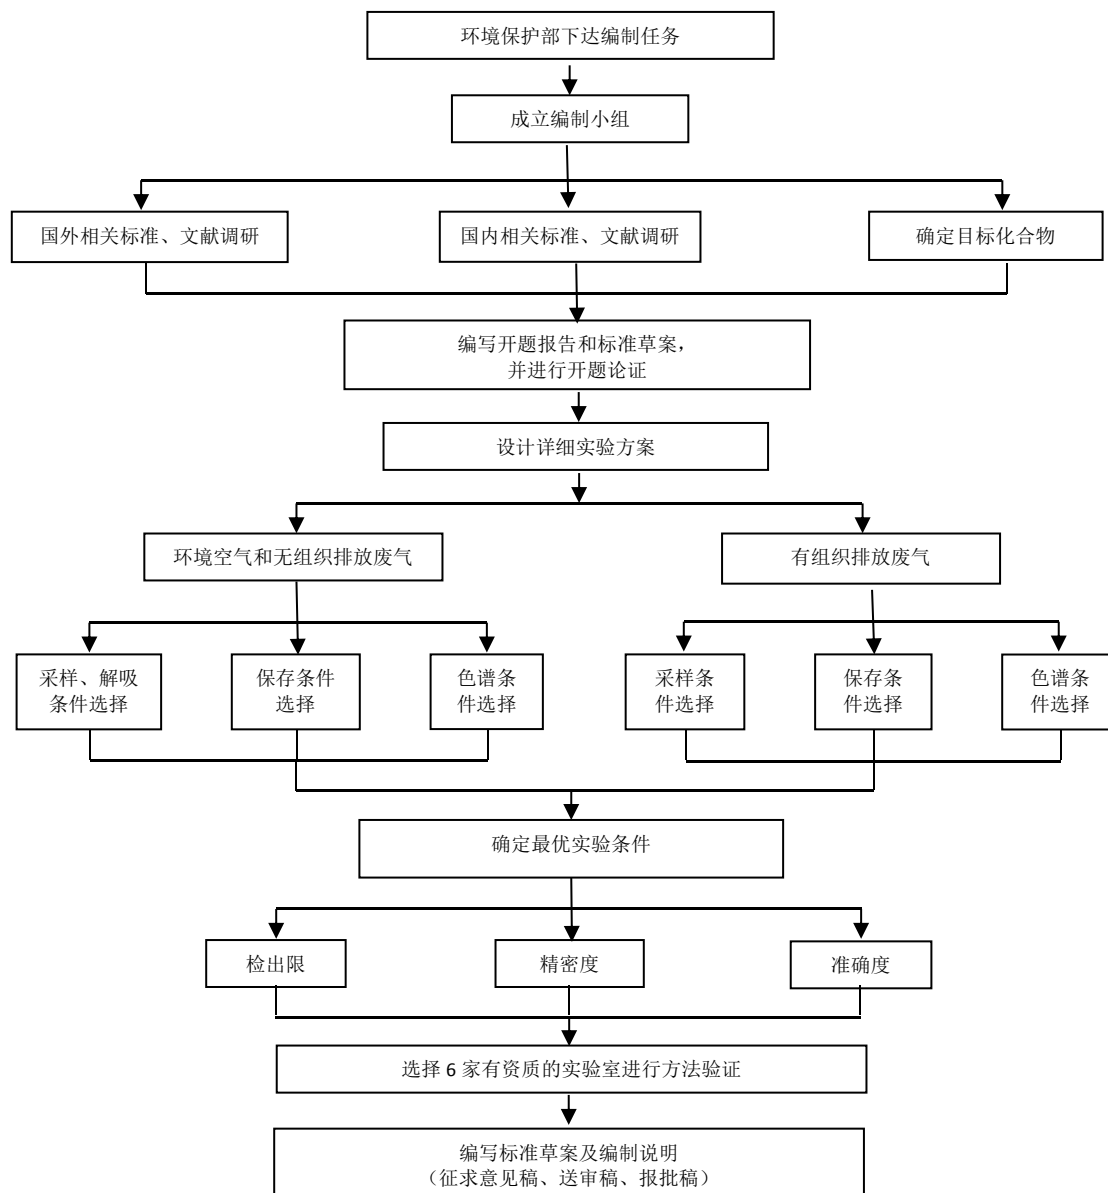 环境保护部下达编制任务
成立编制小组
国外相关标准、文献调研
国内相关标准、文献调研
确定目标化合物
编写开题报告和标准草案，
并进行开题论证
设计详细实验方案
环境空气和无组织排放废气
有组织排放废气
采样、解吸
条件选择
保存条件
选择
色谱条
件选择
采样条
件选择
保存条
件选择
色谱条
件选择
确定最优实验条件
检出限
精密度
准确度
选择 6 家有资质的实验室进行方法验证
编写标准草案及编制说明
（征求意见稿、送审稿、报批稿）